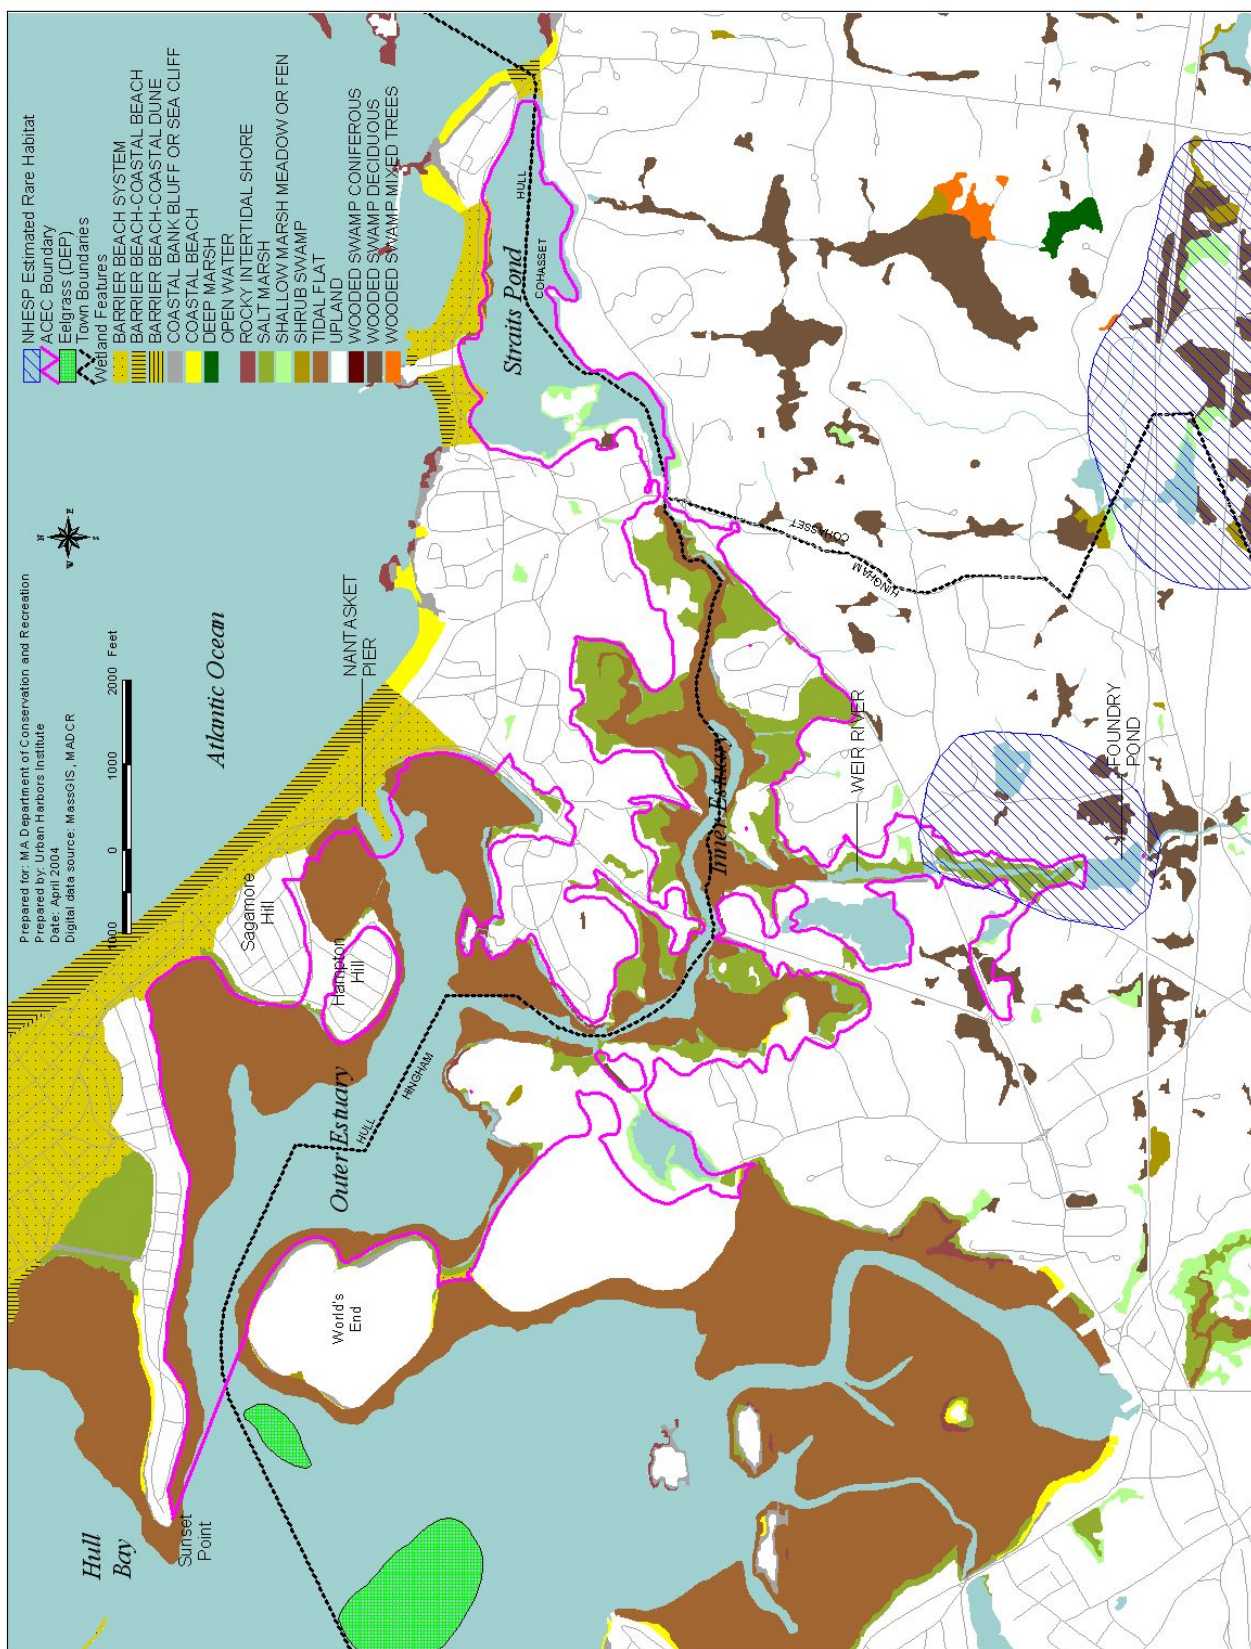 Prepared for: MA Department of Conservation and Recreation
Prepared by: Urban Harbors Institute
Date: April 2004
Digital data source: MassGIS, MADCR
1000 0 1000 2000 Feet
N
E
S
W
NHESP Estimated Rare Habitat
ACEC Boundary
Eelgrass (DEP)
Town Boundaries
Wetland Features
BARRIER BEACH SYSTEM
BARRIER BEACH-COASTAL BEACH
BARRIER BEACH-COASTAL DUNE
COASTAL BANK BLUFF OR SEA CLIFF
COASTAL BEACH
DEEP MARSH
OPEN WATER
ROCKY INTERTIDAL SHORE
SALT MARSH
SHALLOW MARSH MEADOW OR FEN
SHRUB SWAMP
TIDAL FLAT
UPLAND
WOODED SWAMP CONIFEROUS
WOODED SWAMP DECIDUOUS
WOODED SWAMP MIXED TREES
Hull
Bay
Sunset
Point
Atlantic Ocean
Sagamore
Hill
Hampton
Hill
NANTASKET
PIER
World's
End
Outer Estuary
HULL
HINGHAM
Straits Pond
HULL
COHASSET
1
Inner Estuary
WEIR RIVER
HINGHAM
COHASSET
FOUNDRY
POND